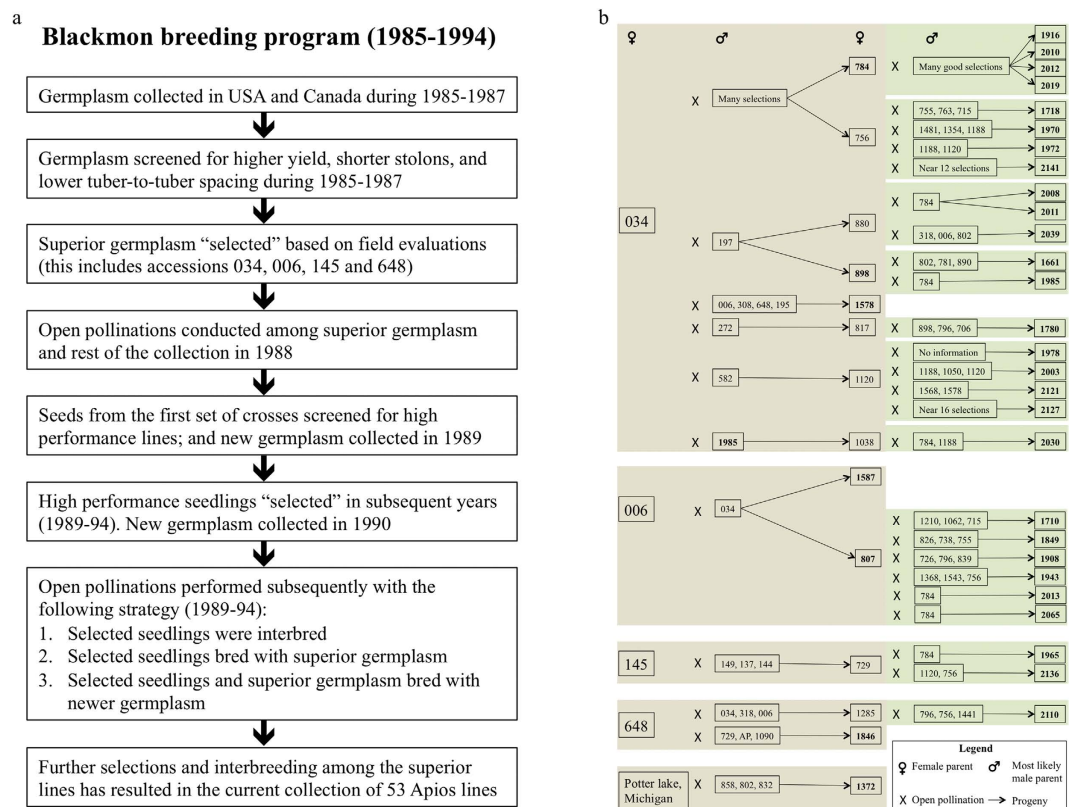 a
Blackmon breeding program (1985-1994)
Germplasm collected in USA and Canada during 1985-1987
Germplasm screened for higher yield, shorter stolons, and
lower tuber-to-tuber spacing during 1985-1987
Superior germplasm “selected” based on field evaluations
(this includes accessions 034, 006, 145 and 648)
Open pollinations conducted among superior germplasm
and rest of the collection in 1988
Seeds from the first set of crosses screened for high
performance lines; and new germplasm collected in 1989
High performance seedlings “selected” in subsequent years
(1989-94). New germplasm collected in 1990
Open pollinations performed subsequently with the
following strategy (1989-94):
1. Selected seedlings were interbred
2. Selected seedlings bred with superior germplasm
3. Selected seedlings and superior germplasm bred with
newer germplasm
Further selections and interbreeding among the superior
lines has resulted in the current collection of 53 Apios lines
b
♀ ♂ ♀ ♂
034
X Many selections
784
X Many good selections
1916
2010
2012
2019
756
X 755, 763, 715 1718
X 1481, 1354, 1188 1970
X 1188, 1120 1972
X Near 12 selections 2141
X 197
880
X 784
2008
2011
X 318, 006, 802 2039
898
X 802, 781, 890 1661
X 784 1985
X 006, 308, 648, 195 1578
X 272 817 X 898, 796, 706 1780
X 582 1120
X No information 1978
X 1188, 1050, 1120 2003
X 1568, 1578 2121
X Near 16 selections 2127
X 1985 1038 X 784, 1188 2030
006
X 034
1587
807
X 1210, 1062, 715 1710
X 826, 738, 755 1849
X 726, 796, 839 1908
X 1368, 1543, 756 1943
X 784 2013
X 784 2065
145
X 149, 137, 144 729
X 784 1965
X 1120, 756 2136
648
X 034, 318, 006 1285 X 796, 756, 1441 2110
X 729, AP, 1090 1846
Potter lake,
Michigan
X 858, 802, 832 1372
Legend
♀ Female parent
♂ Most likely
male parent
X Open pollination
Progeny